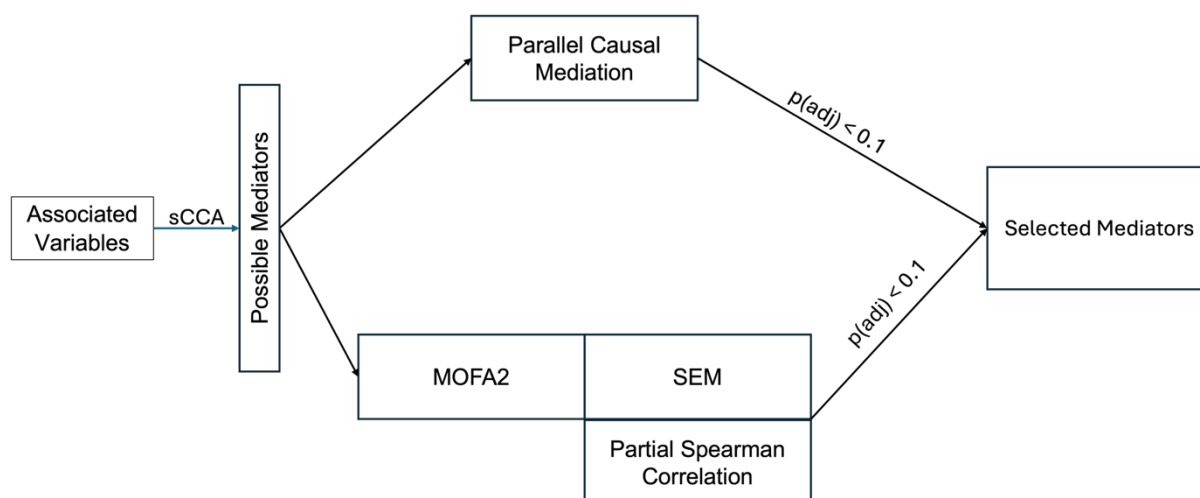 Associated
Variables
sCCA
Possible Mediators
Parallel Causal
Mediation
p(adj) < 0.1
MOFA2
SEM
Partial Spearman
Correlation
p(adj) < 0.1
Selected Mediators